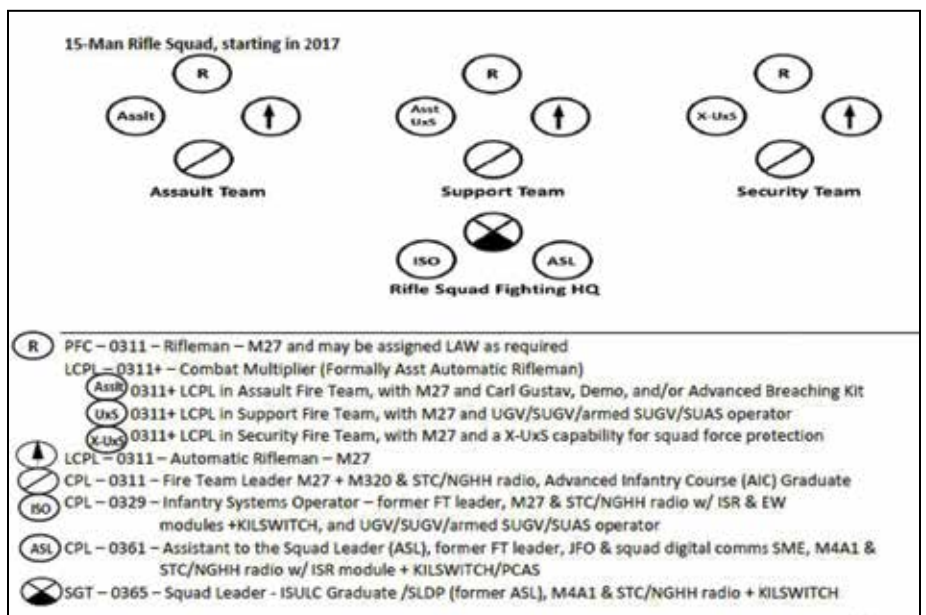 15-Man Rifle Squad, starting in 2017
R R R
Asslt Asst UxS X-UxS
Assault Team Support Team Security Team
ISO ASL
Rifle Squad Fighting HQ
R PFC – 0311 – Rifleman – M27 and may be assigned LAW as required
LCPL – 0311+ – Combat Multiplier (Formally Asst Automatic Rifleman)
Asslt 0311+ LCPL in Assault Fire Team, with M27 and Carl Gustav, Demo, and/or Advanced Breaching Kit
UxS 0311+ LCPL in Support Fire Team, with M27 and UGV/SUGV/armed SUGV/SUAS operator
X-UxS 0311+ LCPL in Security Fire Team, with M27 and a X-UxS capability for squad force protection
LCPL – 0311 – Automatic Rifleman – M27
CPL – 0311 – Fire Team Leader M27 + M320 & STC/NGHH radio, Advanced Infantry Course (AIC) Graduate
ISO CPL – 0329 – Infantry Systems Operator – former FT leader, M27 & STC/NGHH radio w/ ISR & EW
modules +KILSWITCH, and UGV/SUGV/armed SUGV/SUAS operator
ASL CPL – 0361 – Assistant to the Squad Leader (ASL), former FT leader, JFO & squad digital comms SME, M4A1 &
STC/NGHH radio w/ ISR module + KILSWITCH/PCAS
SGT – 0365 – Squad Leader - ISULC Graduate /SLDP (former ASL), M4A1 & STC/NGHH radio + KILSWITCH